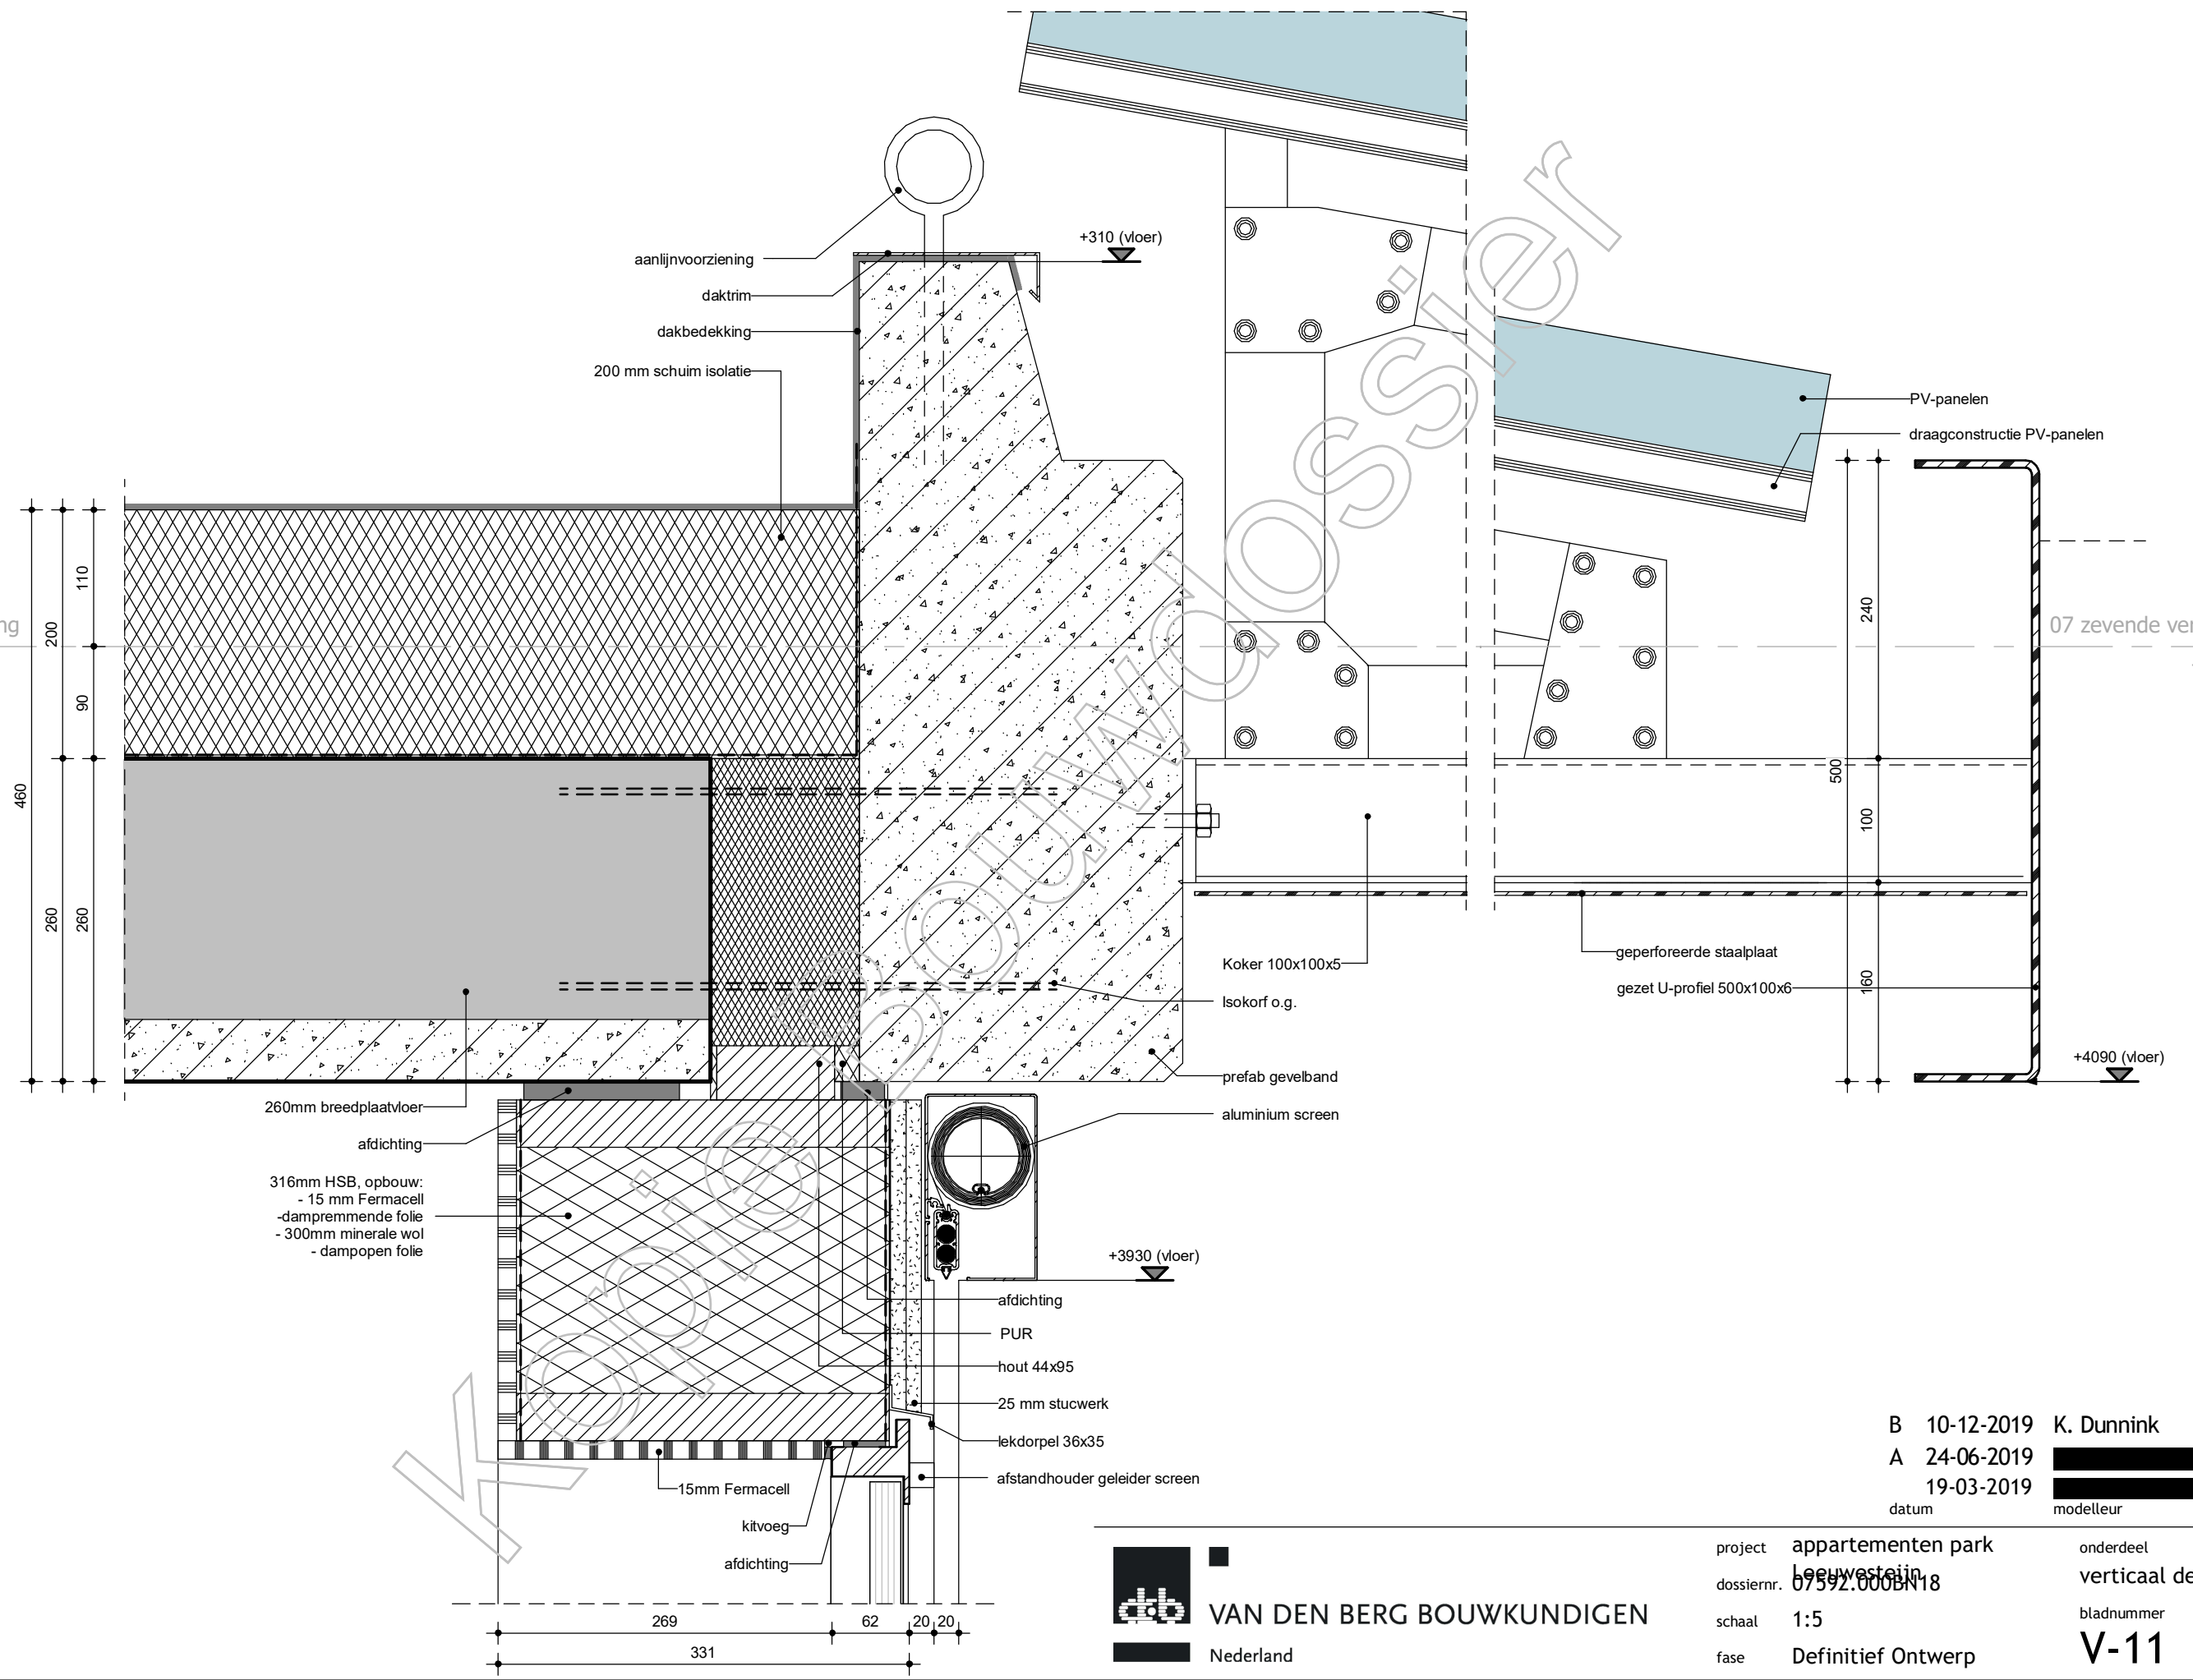 aanlijnvoorziening
daktrim
dakbedekking
200 mm schuim isolatie
+310 (vloer)
PV-panelen
draagconstructie PV-panelen
110
200
90
460
260
260
240
500
100
160
07 zevende ver
ng
geperforeerde staalplaat
gezet U-profiel 500x100x6
Koker 100x100x5
Isokorf o.g.
prefab gevelband
aluminium screen
+4090 (vloer)
260mm breedplaatvloer
afdichting
316mm HSB, opbouw:
- 15 mm Fermacell
-dampremmende folie
- 300mm minerale wol
- dampopen folie
+3930 (vloer)
afdichting
PUR
hout 44x95
25 mm stucwerk
lekdorpel 36x35
afstandhouder geleider screen
15mm Fermacell
kitvoeg
afdichting
269
62
20
20
331
Kopie Bouwdossier
B 10-12-2019 K. Dunnink
A 24-06-2019
19-03-2019
datum modelleur
dcb
VAN DEN BERG BOUWKUNDIGEN
Nederland
project appartementen park
Leeuwesteijn
dossiernr. 07592.000BN18
schaal 1:5
fase Definitief Ontwerp
onderdeel
verticaal de
bladnummer
V-11